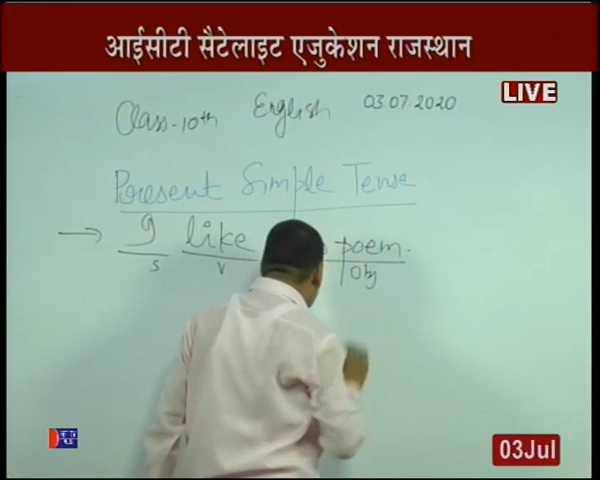 आईसीटी सैटेलाइट एजुकेशन राजस्थान
LIVE
Class-10th English 03.07.2020
Present Simple Tense
→ I like poem.
S V Obj
03Jul